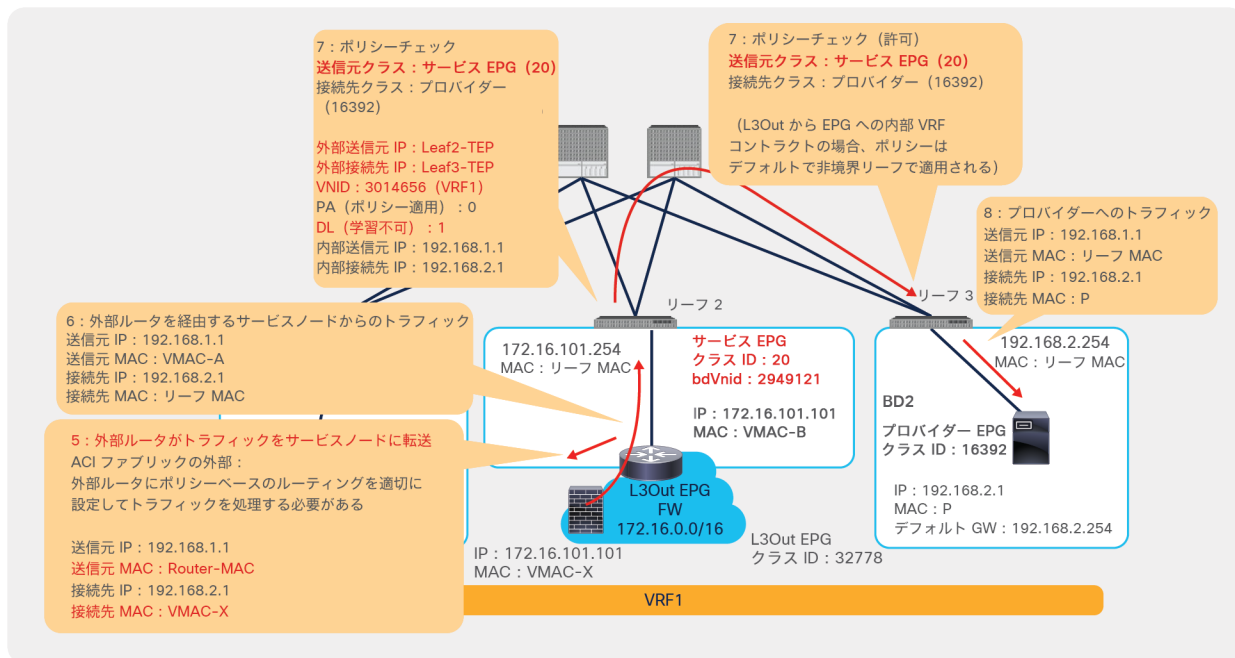 7：ポリシーチェック
送信元クラス：サービス EPG（20）
接続先クラス：プロバイダー
（16392）
外部送信元 IP：Leaf2-TEP
外部接続先 IP：Leaf3-TEP
VNID：3014656（VRF1）
PA（ポリシー適用）：0
DL（学習不可）：1
内部送信元 IP：192.168.1.1
内部接続先 IP：192.168.2.1
7：ポリシーチェック（許可）
送信元クラス：サービス EPG（20）
接続先クラス：プロバイダー（16392）
（L3Out から EPG への内部 VRF
コントラクトの場合、ポリシーは
デフォルトで非境界リーフで適用される）
8：プロバイダーへのトラフィック
送信元 IP：192.168.1.1
送信元 MAC：リーフ MAC
接続先 IP：192.168.2.1
接続先 MAC：P
リーフ 2
リーフ 3
6：外部ルータを経由するサービスノードからのトラフィック
送信元 IP：192.168.1.1
送信元 MAC：VMAC-A
接続先 IP：192.168.2.1
接続先 MAC：リーフ MAC
172.16.101.254
MAC：リーフ MAC
サービス EPG
クラス ID：20
bdVnid：2949121
IP：172.16.101.101
MAC：VMAC-B
192.168.2.254
MAC：リーフ MAC
BD2
プロバイダー EPG
クラス ID：16392
IP：192.168.2.1
MAC：P
デフォルト GW：192.168.2.254
5：外部ルータがトラフィックをサービスノードに転送
ACI ファブリックの外部：
外部ルータにポリシーベースのルーティングを適切に
設定してトラフィックを処理する必要がある
送信元 IP：192.168.1.1
送信元 MAC：Router-MAC
接続先 IP：192.168.2.1
接続先 MAC：VMAC-X
L3Out EPG
FW
172.16.0.0/16
IP：172.16.101.101
MAC：VMAC-X
L3Out EPG
クラス ID：32778
VRF1